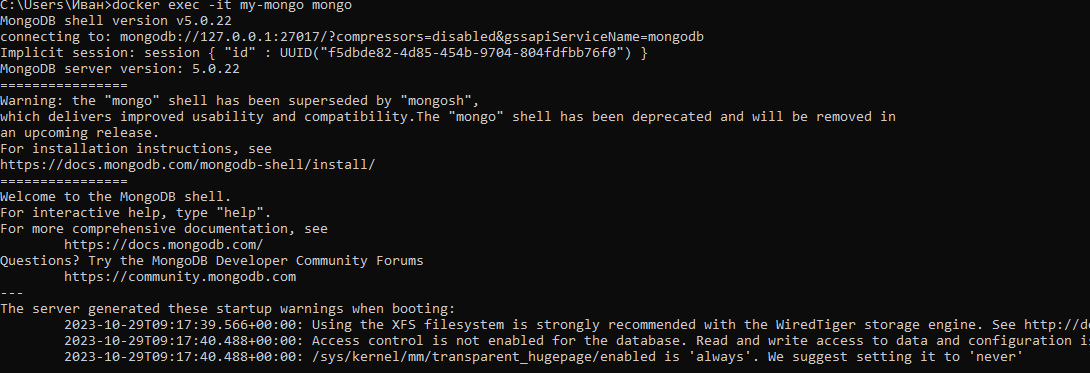 C:\Users\Иван>docker exec -it my-mongo mongo
MongoDB shell version v5.0.22
connecting to: mongodb://127.0.0.1:27017/?compressors=disabled&gssapiServiceName=mongodb
Implicit session: session { "id" : UUID("f5dbde82-4d85-454b-9704-804fdfbb76f0") }
MongoDB server version: 5.0.22
================
Warning: the "mongo" shell has been superseded by "mongosh",
which delivers improved usability and compatibility.The "mongo" shell has been deprecated and will be removed in
an upcoming release.
For installation instructions, see
https://docs.mongodb.com/mongodb-shell/install/
================
Welcome to the MongoDB shell.
For interactive help, type "help".
For more comprehensive documentation, see
        https://docs.mongodb.com/
Questions? Try the MongoDB Developer Community Forums
        https://community.mongodb.com
---
The server generated these startup warnings when booting:
        2023-10-29T09:17:39.566+00:00: Using the XFS filesystem is strongly recommended with the WiredTiger storage engine. See http://do
        2023-10-29T09:17:40.488+00:00: Access control is not enabled for the database. Read and write access to data and configuration is
        2023-10-29T09:17:40.488+00:00: /sys/kernel/mm/transparent_hugepage/enabled is 'always'. We suggest setting it to 'never'